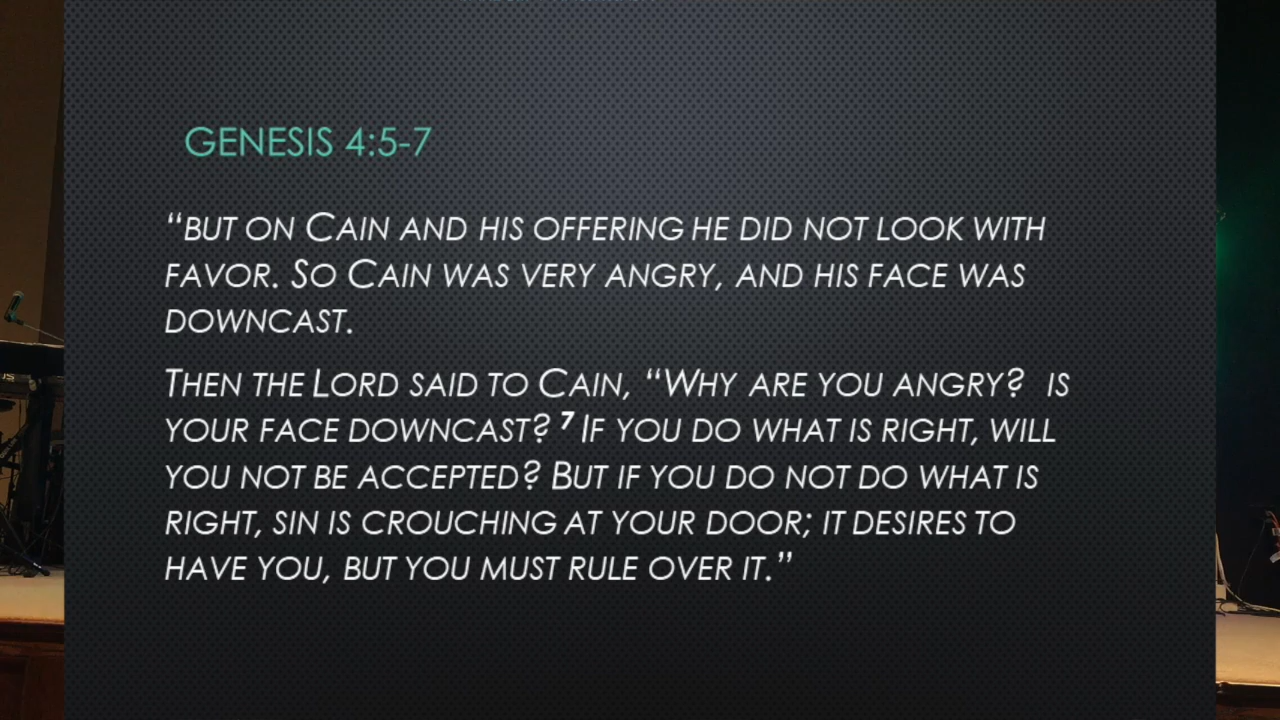 GENESIS 4:5-7
“BUT ON CAIN AND HIS OFFERING HE DID NOT LOOK WITH
FAVOR. SO CAIN WAS VERY ANGRY, AND HIS FACE WAS
DOWNCAST.
THEN THE LORD SAID TO CAIN, “WHY ARE YOU ANGRY? IS
YOUR FACE DOWNCAST? 7 IF YOU DO WHAT IS RIGHT, WILL
YOU NOT BE ACCEPTED? BUT IF YOU DO NOT DO WHAT IS
RIGHT, SIN IS CROUCHING AT YOUR DOOR; IT DESIRES TO
HAVE YOU, BUT YOU MUST RULE OVER IT.”